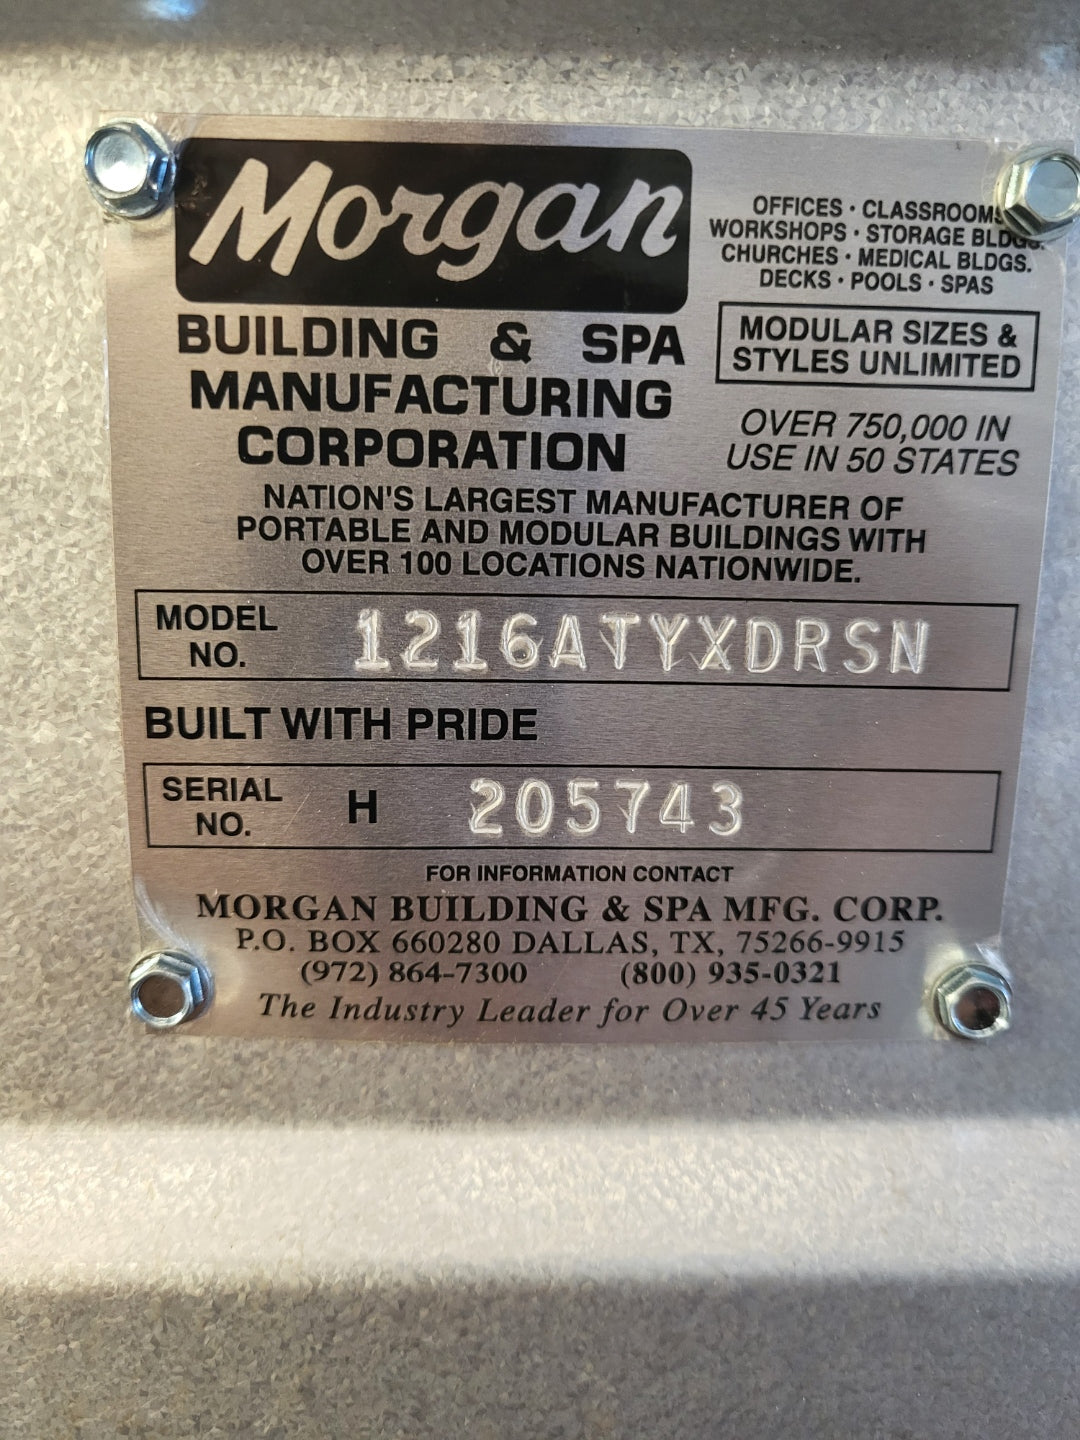 Morgan
BUILDING & SPA
MANUFACTURING
CORPORATION
OFFICES · CLASSROOMS
WORKSHOPS · STORAGE BLDGS.
CHURCHES · MEDICAL BLDGS.
DECKS · POOLS · SPAS
MODULAR SIZES &
STYLES UNLIMITED
OVER 750,000 IN
USE IN 50 STATES
NATION'S LARGEST MANUFACTURER OF
PORTABLE AND MODULAR BUILDINGS WITH
OVER 100 LOCATIONS NATIONWIDE.
MODEL
NO.
1216ATYXDRSN
BUILT WITH PRIDE
SERIAL
NO.
H 205743
FOR INFORMATION CONTACT
MORGAN BUILDING & SPA MFG. CORP.
P.O. BOX 660280 DALLAS, TX, 75266-9915
(972) 864-7300 (800) 935-0321
The Industry Leader for Over 45 Years